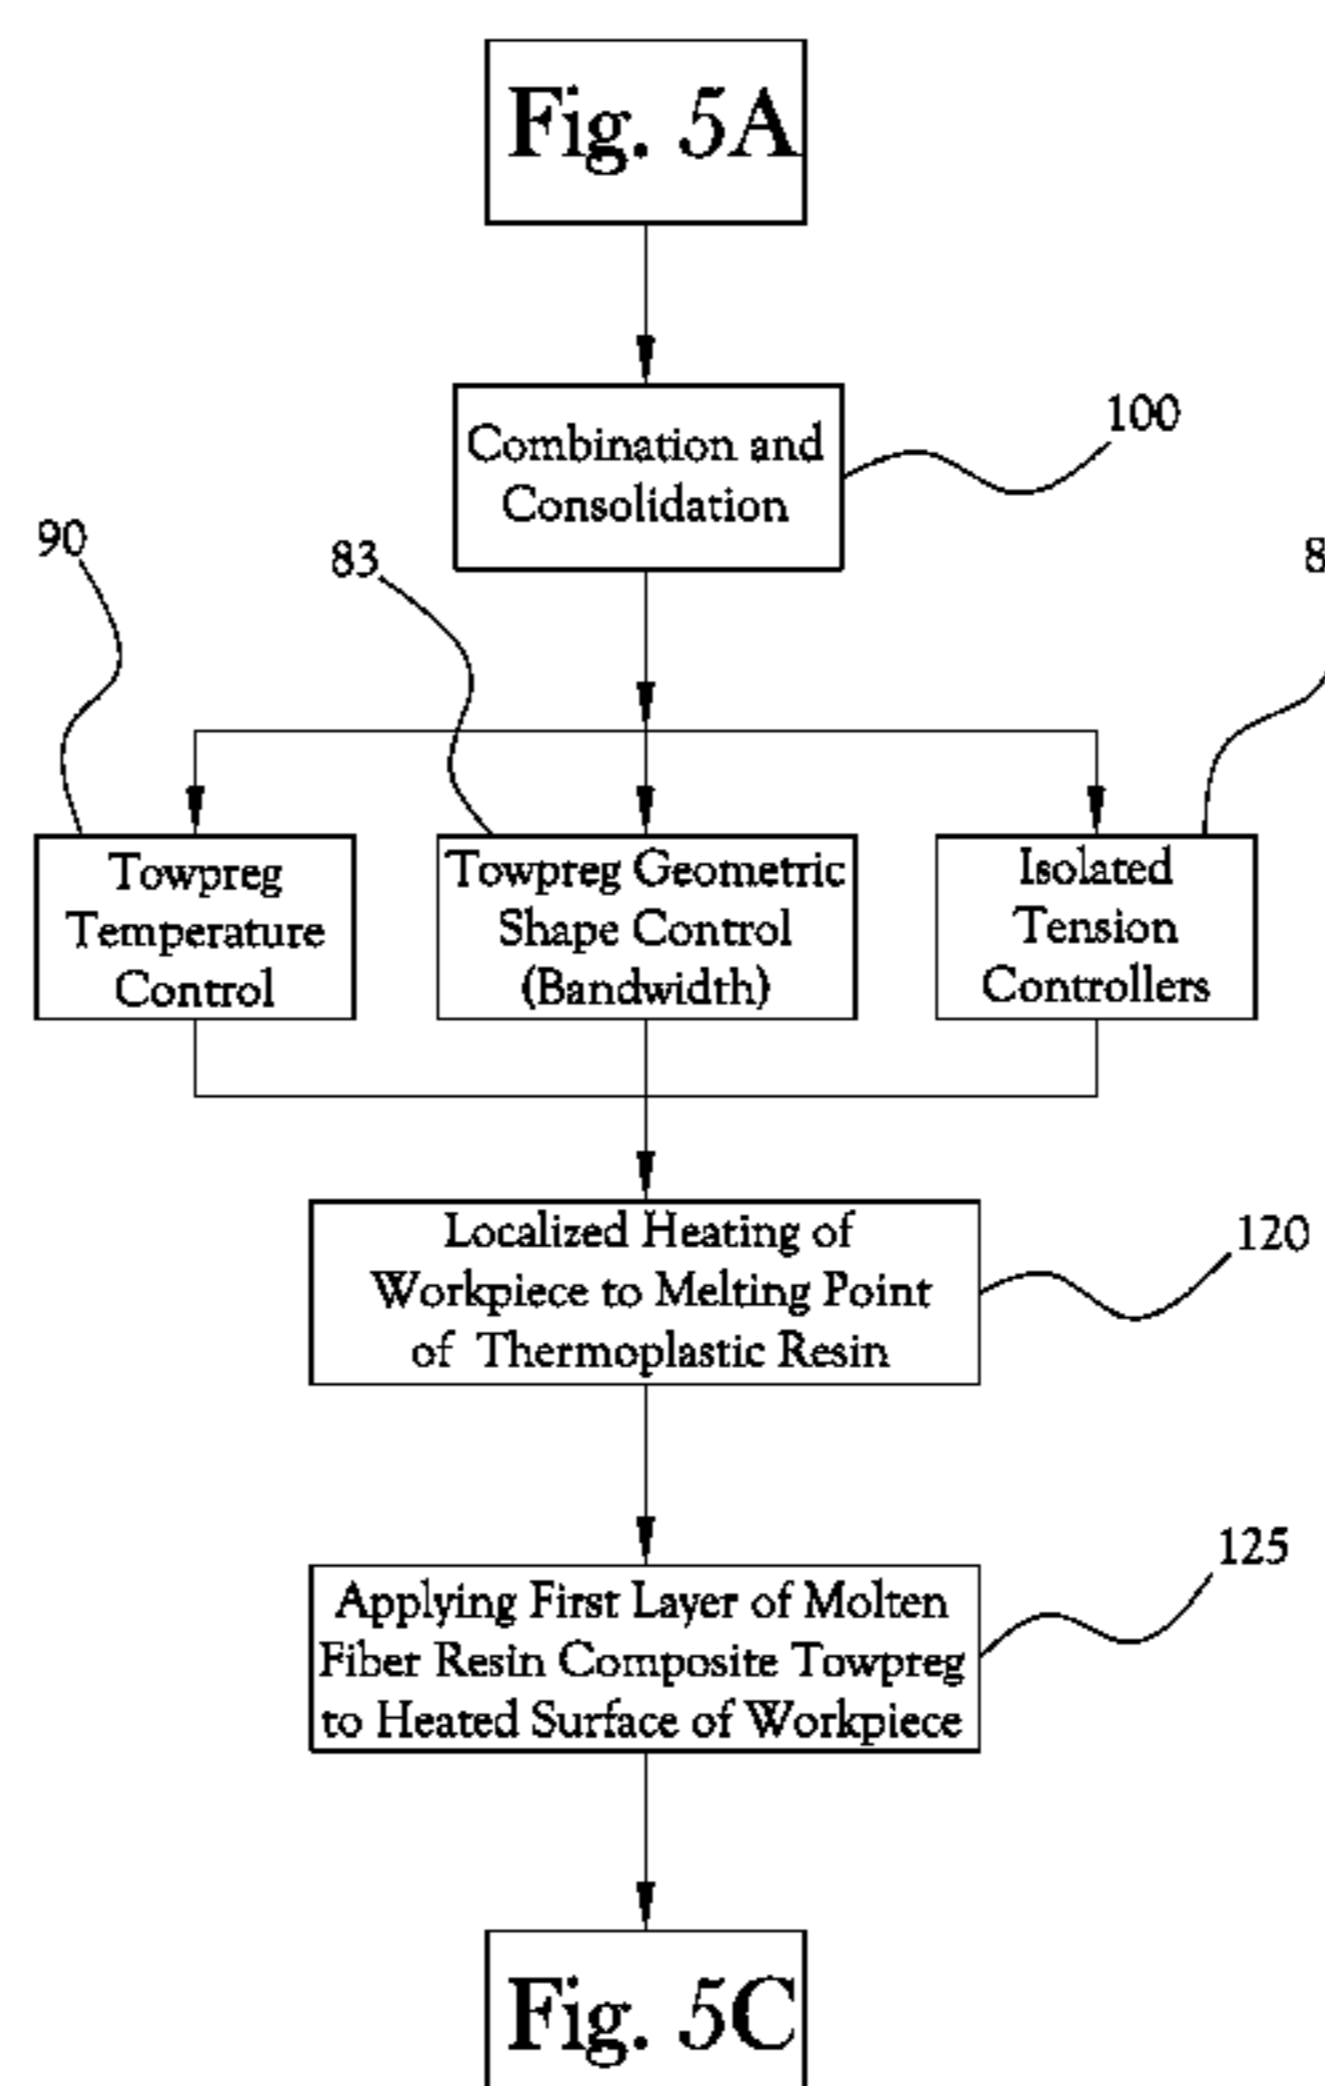 Fig. 5A
Combination and
Consolidation
100
90
83
8
Towpreg
Temperature
Control
Towpreg Geometric
Shape Control
(Bandwidth)
Isolated
Tension
Controllers
Localized Heating of
Workpiece to Melting Point
of Thermoplastic Resin
120
Applying First Layer of Molten
Fiber Resin Composite Towpreg
to Heated Surface of Workpiece
125
Fig. 5C